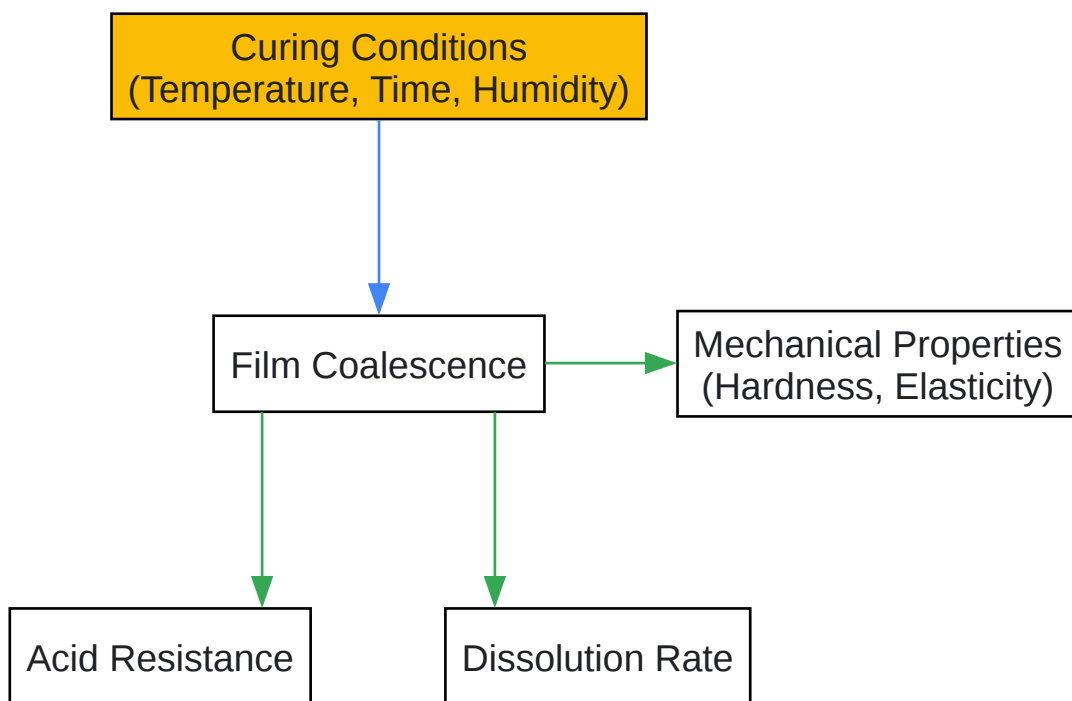 Curing Conditions
(Temperature, Time, Humidity)
Film Coalescence
Mechanical Properties
(Hardness, Elasticity)
Acid Resistance
Dissolution Rate